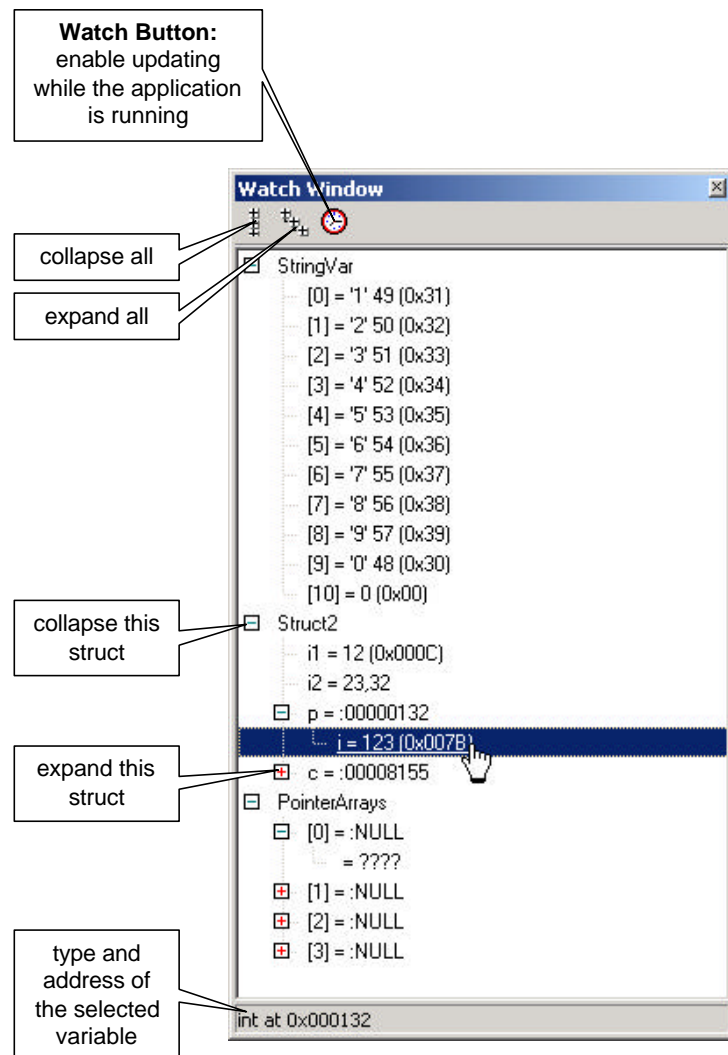 Watch Button:
enable updating
while the application
is running
Watch Window
collapse all
expand all
StringVar
[0] = '1' 49 (0x31)
[1] = '2' 50 (0x32)
[2] = '3' 51 (0x33)
[3] = '4' 52 (0x34)
[4] = '5' 53 (0x35)
[5] = '6' 54 (0x36)
[6] = '7' 55 (0x37)
[7] = '8' 56 (0x38)
[8] = '9' 57 (0x39)
[9] = '0' 48 (0x30)
[10] = 0 (0x00)
collapse this
struct
Struct2
i1 = 12 (0x000C)
i2 = 23,32
p = :00000132
i = 123 (0x007B)
expand this
struct
c = :00008155
PointerArrays
[0] = :NULL
= ????
[1] = :NULL
[2] = :NULL
[3] = :NULL
type and
address of
the selected
variable
int at 0x000132